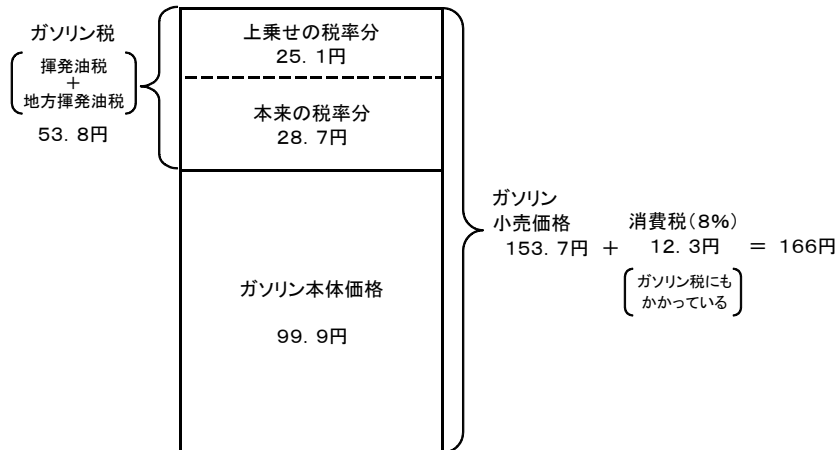 ガソリン税
揮発油税
+
地方揮発油税
53. 8円
上乗せの税率分
25. 1円
本来の税率分
28. 7円
ガソリン本体価格
99. 9円
ガソリン
小売価格
153. 7円 + 消費税(8%) 12. 3円 = 166円
ガソリン税にも
かかっている